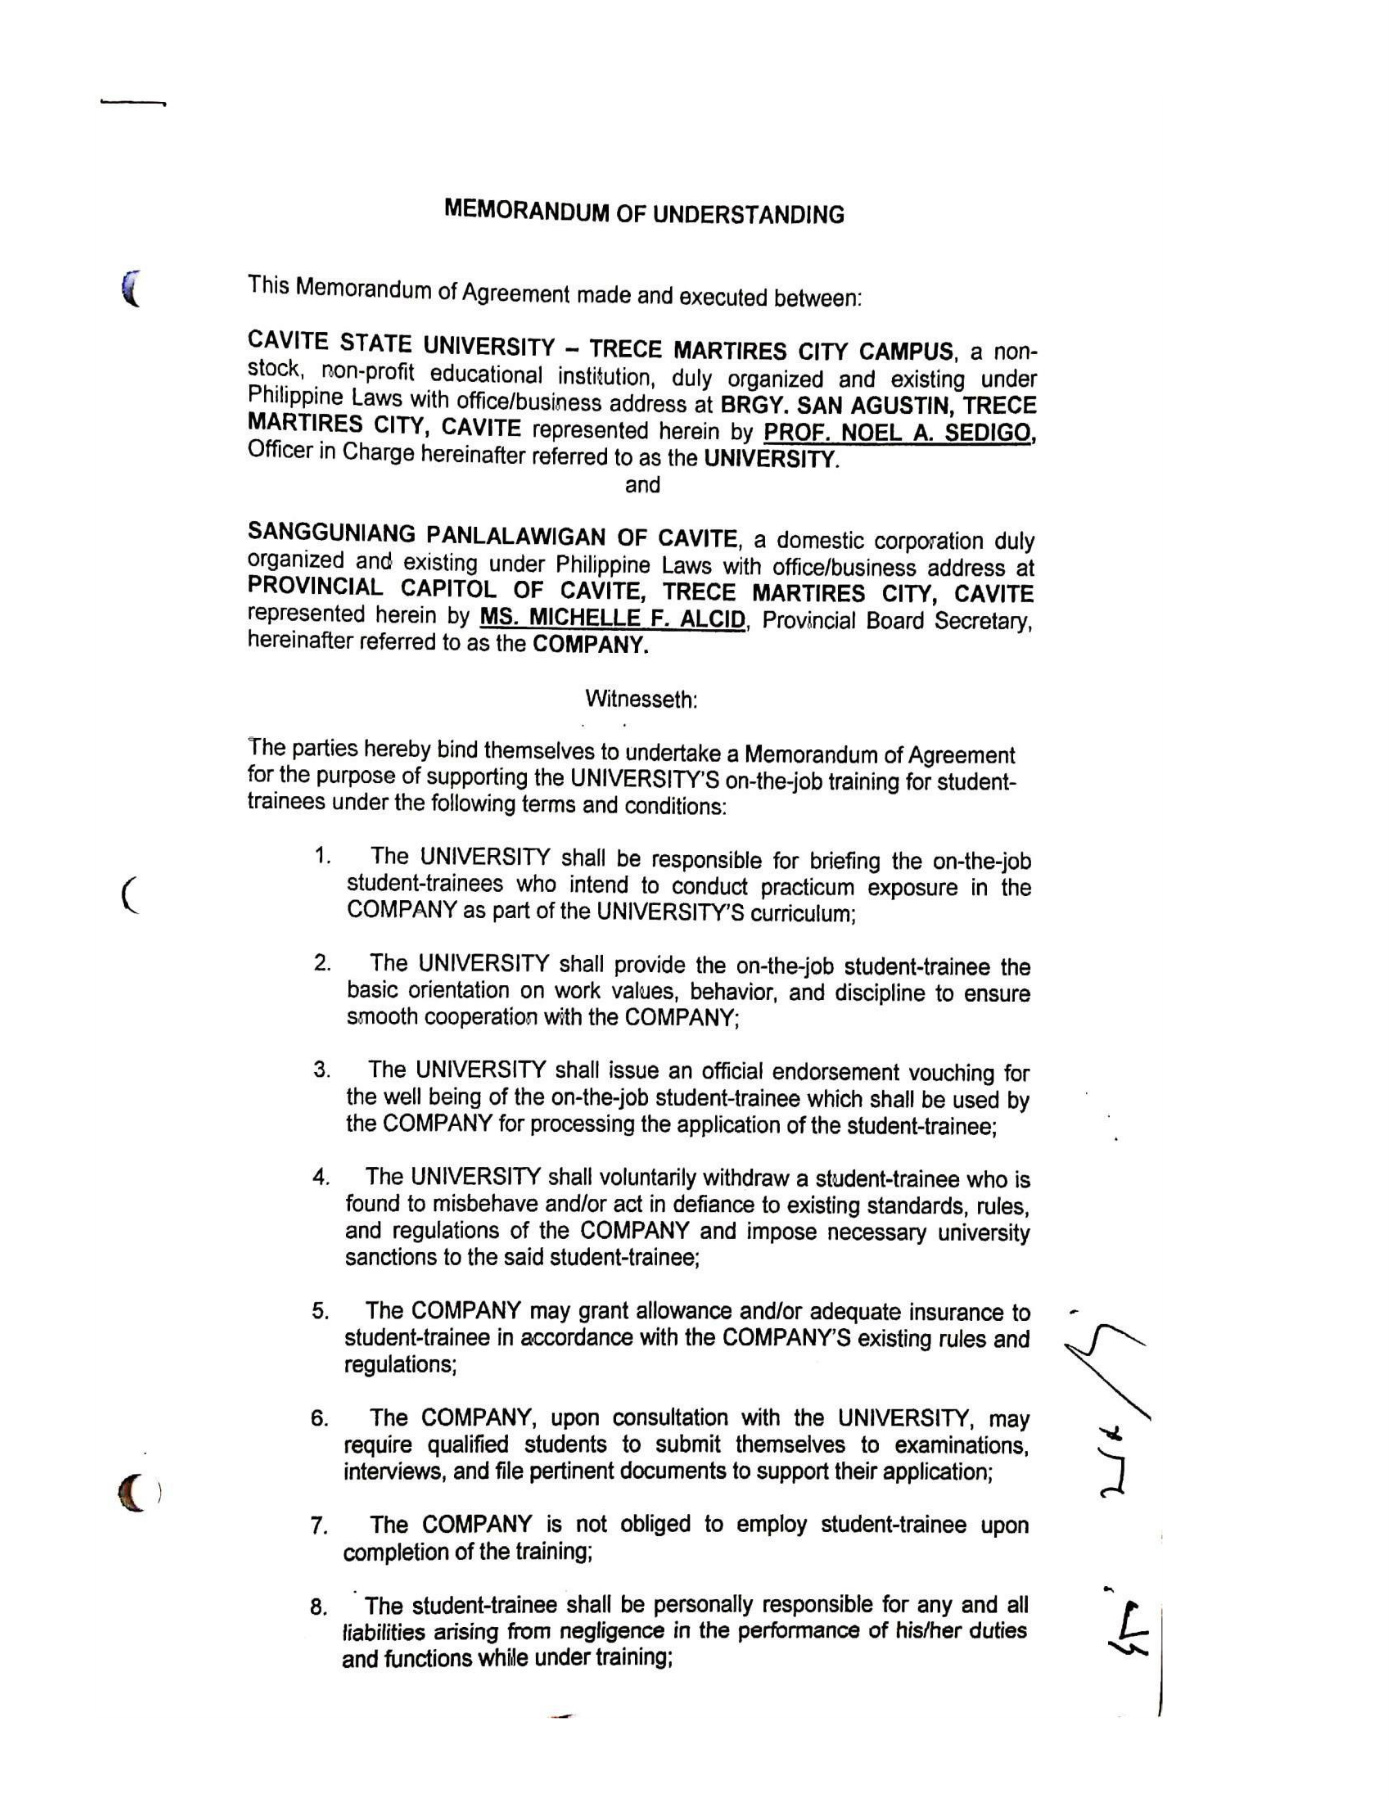 MEMORANDUM OF UNDERSTANDING
This Memorandum of Agreement made and executed between:
CAVITE STATE UNIVERSITY – TRECE MARTIRES CITY CAMPUS, a non-
stock, non-profit educational institution, duly organized and existing under
Philippine Laws with office/business address at BRGY. SAN AGUSTIN, TRECE
MARTIRES CITY, CAVITE represented herein by PROF. NOEL A. SEDIGO,
Officer in Charge hereinafter referred to as the UNIVERSITY.
and
SANGGUNIANG PANLALAWIGAN OF CAVITE, a domestic corporation duly
organized and existing under Philippine Laws with office/business address at
PROVINCIAL CAPITOL OF CAVITE, TRECE MARTIRES CITY, CAVITE
represented herein by MS. MICHELLE F. ALCID, Provincial Board Secretary,
hereinafter referred to as the COMPANY.
Witnesseth:
The parties hereby bind themselves to undertake a Memorandum of Agreement
for the purpose of supporting the UNIVERSITY'S on-the-job training for student-
trainees under the following terms and conditions:
1. The UNIVERSITY shall be responsible for briefing the on-the-job
student-trainees who intend to conduct practicum exposure in the
COMPANY as part of the UNIVERSITY'S curriculum;
2. The UNIVERSITY shall provide the on-the-job student-trainee the
basic orientation on work values, behavior, and discipline to ensure
smooth cooperation with the COMPANY;
3. The UNIVERSITY shall issue an official endorsement vouching for
the well being of the on-the-job student-trainee which shall be used by
the COMPANY for processing the application of the student-trainee;
4. The UNIVERSITY shall voluntarily withdraw a student-trainee who is
found to misbehave and/or act in defiance to existing standards, rules,
and regulations of the COMPANY and impose necessary university
sanctions to the said student-trainee;
5. The COMPANY may grant allowance and/or adequate insurance to
student-trainee in accordance with the COMPANY'S existing rules and
regulations;
6. The COMPANY, upon consultation with the UNIVERSITY, may
require qualified students to submit themselves to examinations,
interviews, and file pertinent documents to support their application;
7. The COMPANY is not obliged to employ student-trainee upon
completion of the training;
8. The student-trainee shall be personally responsible for any and all
liabilities arising from negligence in the performance of his/her duties
and functions while under training;